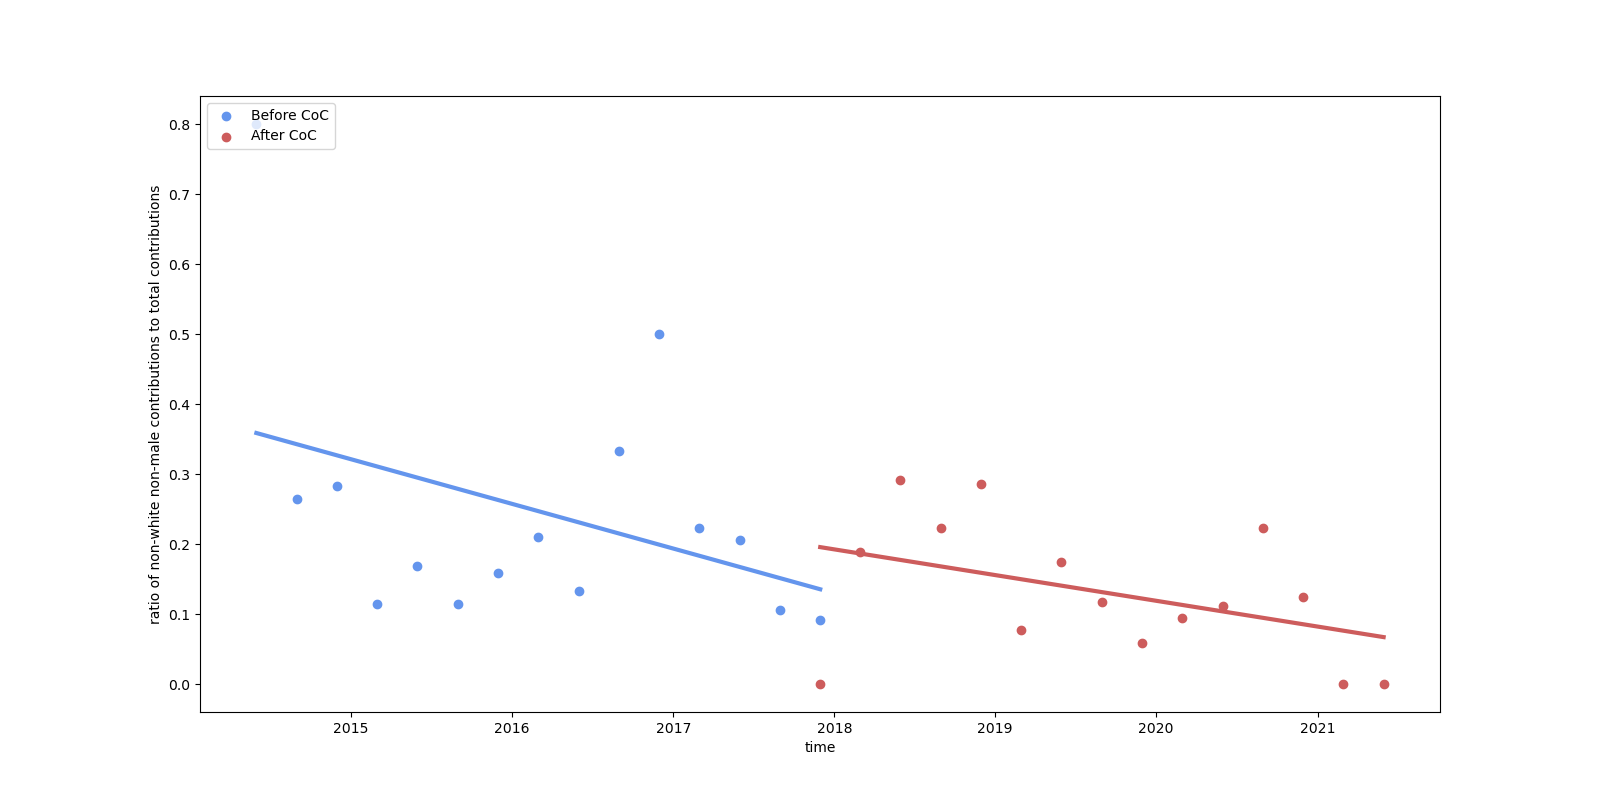 Before CoC
After CoC
0.8
0.7
0.6
0.5
0.4
0.3
0.2
0.1
0.0
ratio of non-white non-male contributions to total contributions
2015 2016 2017 2018 2019 2020 2021
time